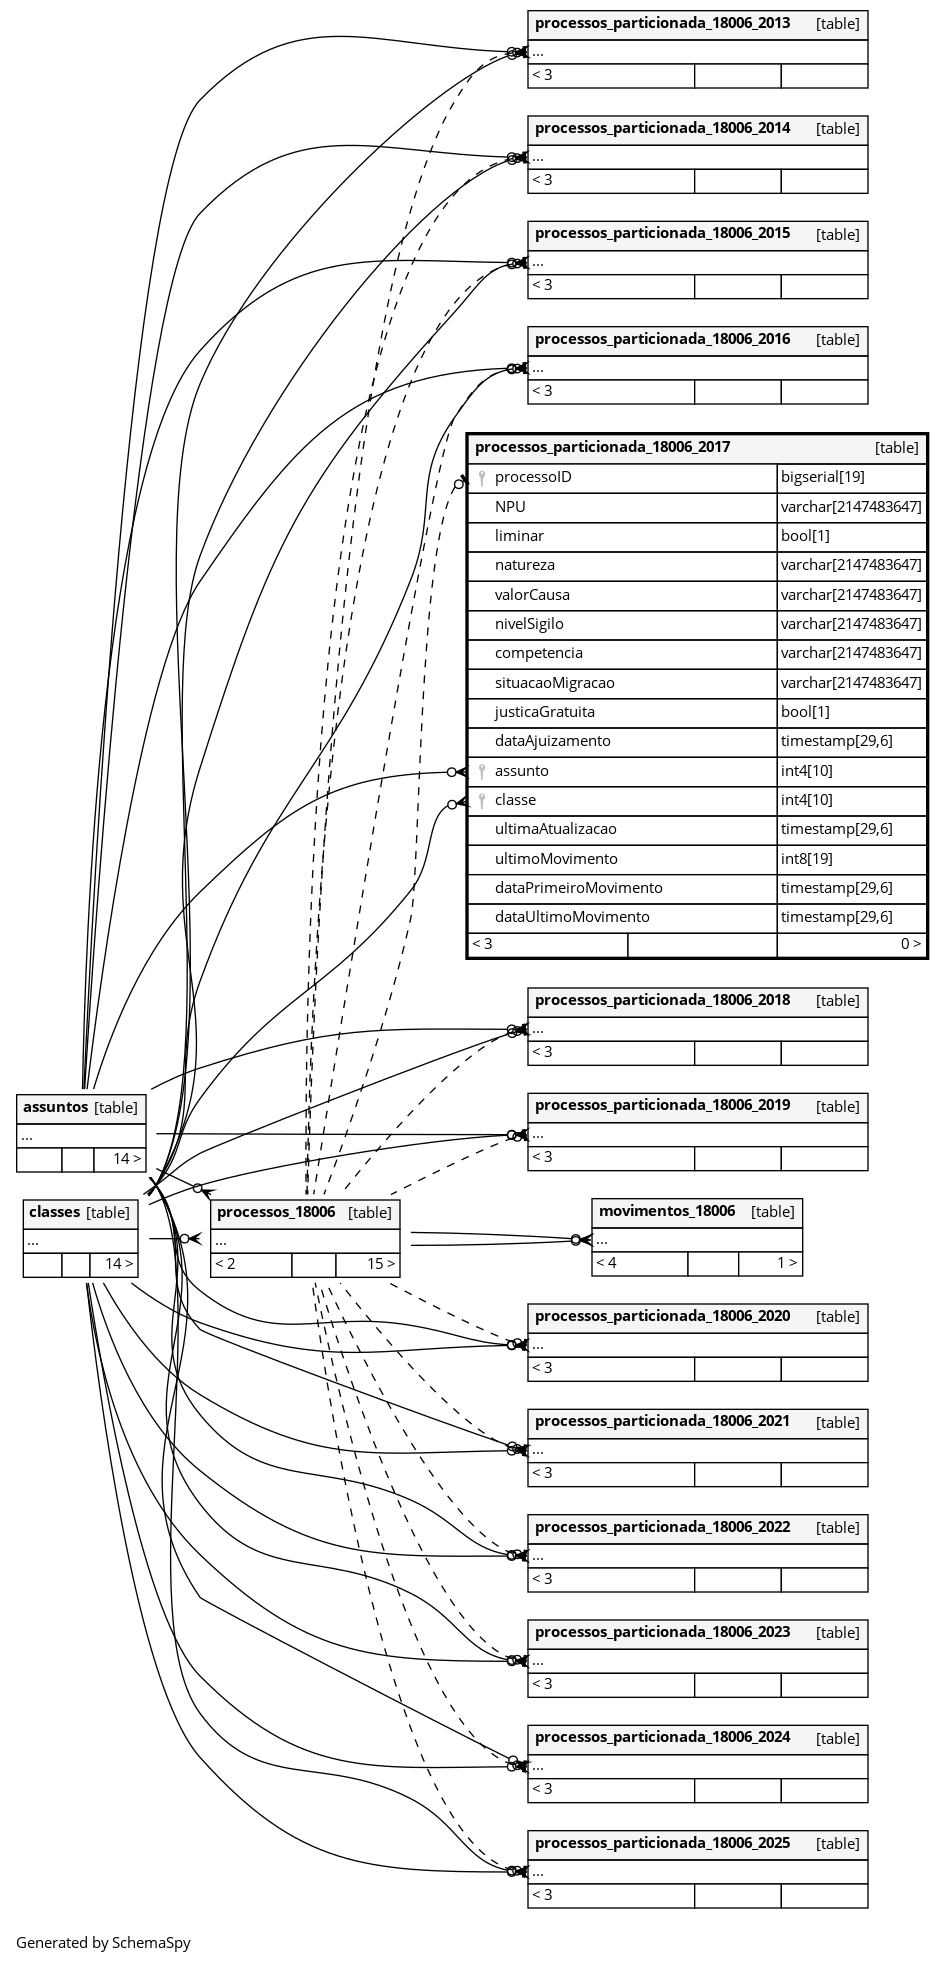 processos_particionada_18006_2013 [table]
...
< 3
processos_particionada_18006_2014 [table]
...
< 3
processos_particionada_18006_2015 [table]
...
< 3
processos_particionada_18006_2016 [table]
...
< 3
processos_particionada_18006_2017 [table]
processoID bigserial[19]
NPU varchar[2147483647]
liminar bool[1]
natureza varchar[2147483647]
valorCausa varchar[2147483647]
nivelSigilo varchar[2147483647]
competencia varchar[2147483647]
situacaoMigracao varchar[2147483647]
justicaGratuita bool[1]
dataAjuizamento timestamp[29,6]
assunto int4[10]
classe int4[10]
ultimaAtualizacao timestamp[29,6]
ultimoMovimento int8[19]
dataPrimeiroMovimento timestamp[29,6]
dataUltimoMovimento timestamp[29,6]
< 3 0 >
processos_particionada_18006_2018 [table]
...
< 3
processos_particionada_18006_2019 [table]
...
< 3
assuntos [table]
...
14 >
classes [table]
...
14 >
processos_18006 [table]
...
< 2 15 >
movimentos_18006 [table]
...
< 4 1 >
processos_particionada_18006_2020 [table]
...
< 3
processos_particionada_18006_2021 [table]
...
< 3
processos_particionada_18006_2022 [table]
...
< 3
processos_particionada_18006_2023 [table]
...
< 3
processos_particionada_18006_2024 [table]
...
< 3
processos_particionada_18006_2025 [table]
...
< 3
Generated by SchemaSpy